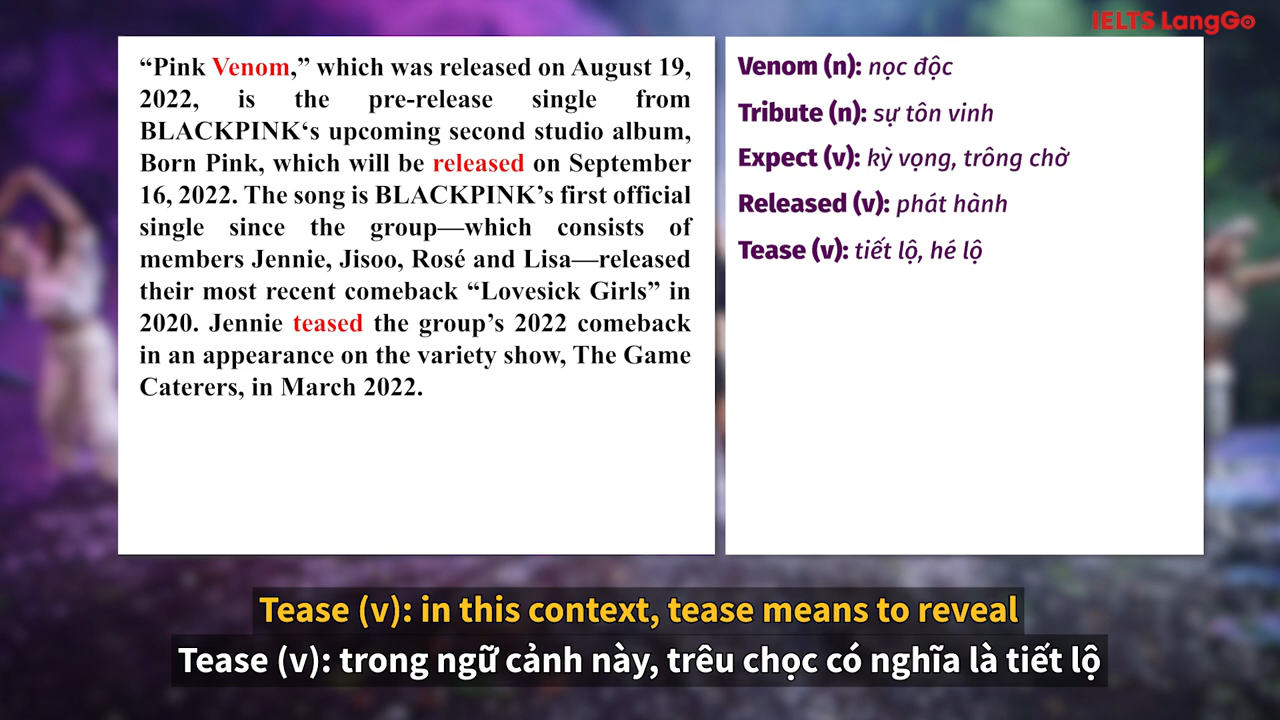 IELTS LangGo
“Pink Venom,” which was released on August 19,
2022, is the pre-release single from
BLACKPINK‘s upcoming second studio album,
Born Pink, which will be released on September
16, 2022. The song is BLACKPINK’s first official
single since the group—which consists of
members Jennie, Jisoo, Rosé and Lisa—released
their most recent comeback “Lovesick Girls” in
2020. Jennie teased the group’s 2022 comeback
in an appearance on the variety show, The Game
Caterers, in March 2022.
Venom (n): nọc độc
Tribute (n): sự tôn vinh
Expect (v): kỳ vọng, trông chờ
Released (v): phát hành
Tease (v): tiết lộ, hé lộ
Tease (v): in this context, tease means to reveal
Tease (v): trong ngữ cảnh này, trêu chọc có nghĩa là tiết lộ